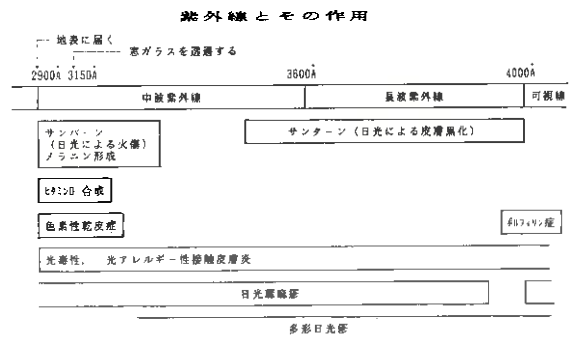 紫外線とその作用
地表に届く
窓ガラスを透過する
2900Å 3150Å 3600Å 4000Å
中波紫外線 長波紫外線 可視線
サンバーン
(日光による火傷)
メラニン形成
サンターン(日光による皮膚黒化)
ビタミンD 合成
色素性乾皮症
ポルフィリン症
光毒性, 光アレルギー性接触皮膚炎
日光蕁麻疹
多形日光疹